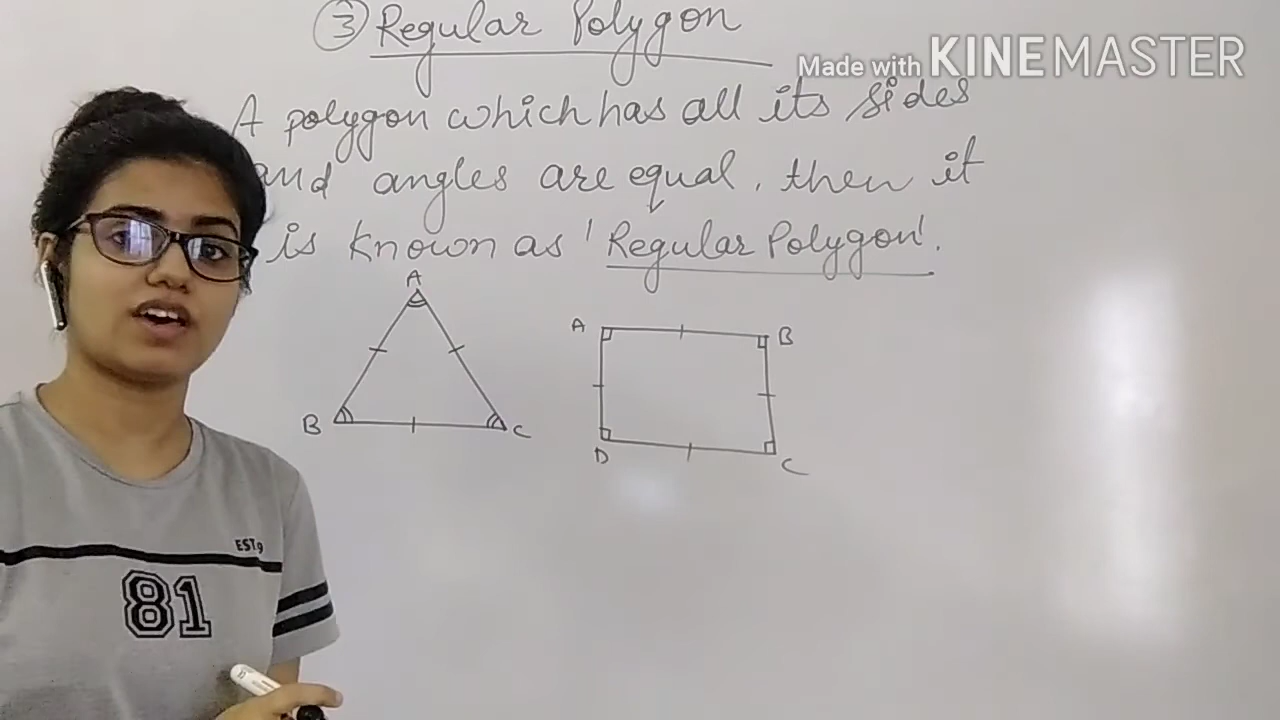 ③ Regular Polygon
Made with KINEMASTER
A polygon which has all its sides
and angles are equal, then it
is known as 'Regular Polygon'.
A
B
C
A
B
D
C
EST.9
81